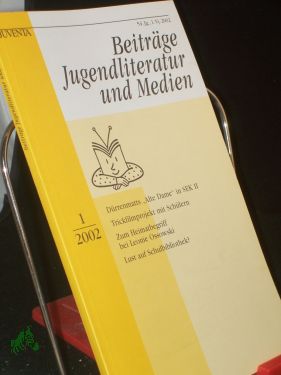 JUVENTA
Beiträge
Jugendliteratur
und Medien
1
2002
Dürrenmatts „Alte Dame“ in SEK II
Trickfilmprojekt mit Schülern
Zum Heimatbegriff
bei Leonie Ossowski
Lust auf Schulbibliothek!